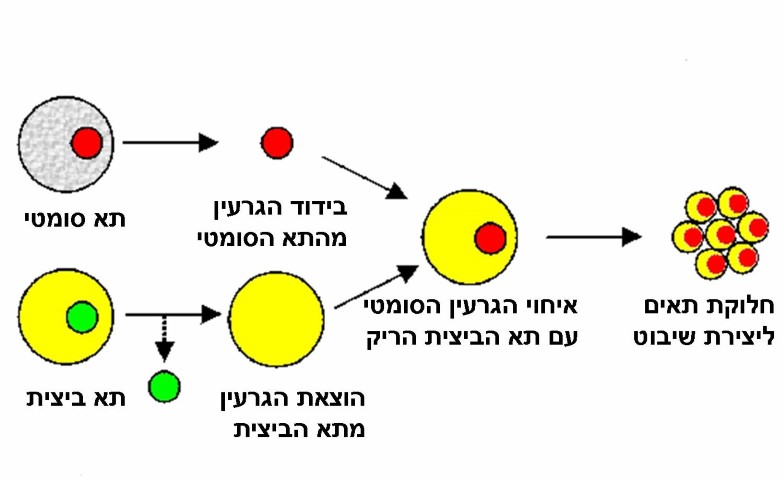 תא סומטי
בידוד הגרעין
מהתא הסומטי
תא ביצית
הוצאת הגרעין
מתא הביצית
איחוי הגרעין הסומטי
עם תא הביצית הריק
חלוקת תאים
ליצירת שיבוט